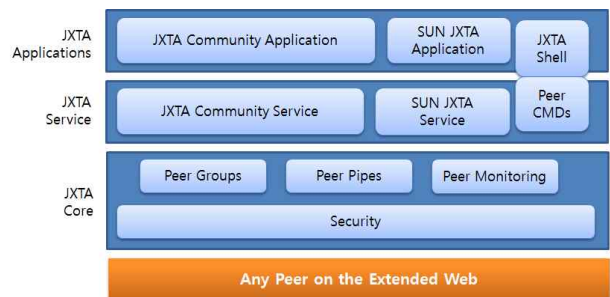 JXTA
Applications
JXTA Community Application
SUN JXTA
Application
JXTA
Shell
JXTA
Service
JXTA Community Service
SUN JXTA
Service
Peer
CMDs
JXTA
Core
Peer Groups
Peer Pipes
Peer Monitoring
Security
Any Peer on the Extended Web